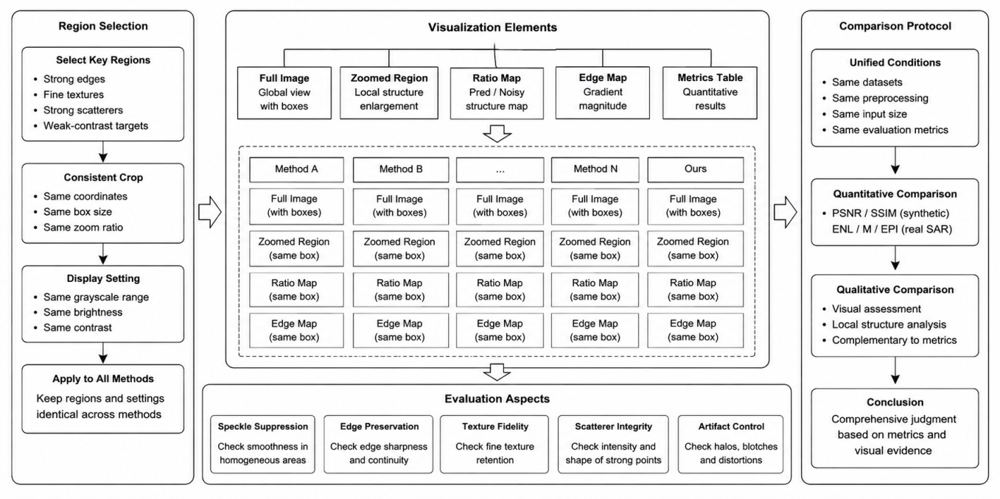 Region Selection
Select Key Regions
• Strong edges
• Fine textures
• Strong scatterers
• Weak-contrast targets
Consistent Crop
• Same coordinates
• Same box size
• Same zoom ratio
Display Setting
• Same grayscale range
• Same brightness
• Same contrast
Apply to All Methods
Keep regions and settings
identical across methods
Visualization Elements
Full Image
Global view
with boxes
Zoomed Region
Local structure
enlargement
Ratio Map
Pred / Noisy
structure map
Edge Map
Gradient
magnitude
Metrics Table
Quantitative
results
Method A
Method B
...
Method N
Ours
Full Image
(with boxes)
Full Image
(with boxes)
Full Image
(with boxes)
Full Image
(with boxes)
Full Image
(with boxes)
Zoomed Region
(same box)
Zoomed Region
(same box)
Zoomed Region
(same box)
Zoomed Region
(same box)
Zoomed Region
(same box)
Ratio Map
(same box)
Ratio Map
(same box)
Ratio Map
(same box)
Ratio Map
(same box)
Ratio Map
(same box)
Edge Map
(same box)
Edge Map
(same box)
Edge Map
(same box)
Edge Map
(same box)
Edge Map
(same box)
Evaluation Aspects
Speckle Suppression
Check smoothness in
homogeneous areas
Edge Preservation
Check edge sharpness
and continuity
Texture Fidelity
Check fine texture
retention
Scatterer Integrity
Check intensity and
shape of strong points
Artifact Control
Check halos, blotches
and distortions
Comparison Protocol
Unified Conditions
• Same datasets
• Same preprocessing
• Same input size
• Same evaluation metrics
Quantitative Comparison
• PSNR / SSIM (synthetic)
ENL / M / EPI (real SAR)
Qualitative Comparison
• Visual assessment
• Local structure analysis
• Complementary to metrics
Conclusion
Comprehensive judgment
based on metrics and
visual evidence